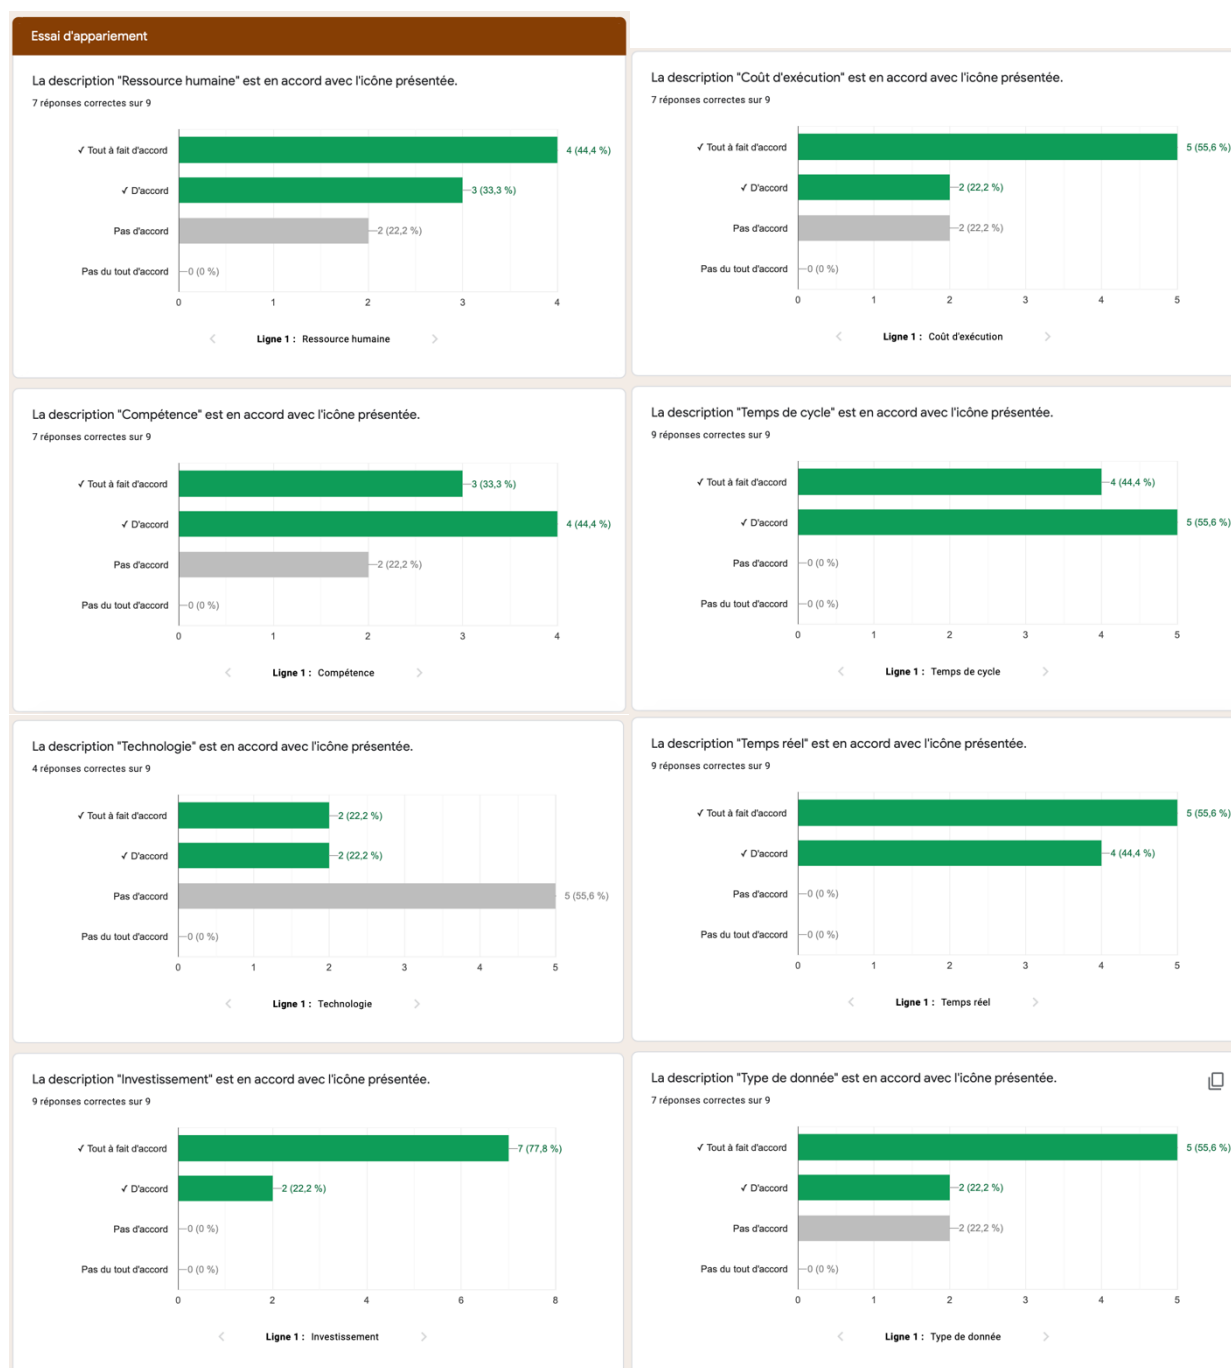 Essai d'appariement
La description "Ressource humaine" est en accord avec l'icône présentée.
7 réponses correctes sur 9
✓ Tout à fait d'accord
4 (44,4 %)
✓ D'accord
3 (33,3 %)
Pas d'accord
2 (22,2 %)
Pas du tout d'accord
0 (0 %)
0 1 2 3 4
Ligne 1 : Ressource humaine
La description "Coût d'exécution" est en accord avec l'icône présentée.
7 réponses correctes sur 9
✓ Tout à fait d'accord
5 (55,6 %)
✓ D'accord
2 (22,2 %)
Pas d'accord
2 (22,2 %)
Pas du tout d'accord
0 (0 %)
0 1 2 3 4 5
Ligne 1 : Coût d'exécution
La description "Compétence" est en accord avec l'icône présentée.
7 réponses correctes sur 9
✓ Tout à fait d'accord
3 (33,3 %)
✓ D'accord
4 (44,4 %)
Pas d'accord
2 (22,2 %)
Pas du tout d'accord
0 (0 %)
0 1 2 3 4
Ligne 1 : Compétence
La description "Temps de cycle" est en accord avec l'icône présentée.
9 réponses correctes sur 9
✓ Tout à fait d'accord
4 (44,4 %)
✓ D'accord
5 (55,6 %)
Pas d'accord
0 (0 %)
Pas du tout d'accord
0 (0 %)
0 1 2 3 4 5
Ligne 1 : Temps de cycle
La description "Technologie" est en accord avec l'icône présentée.
4 réponses correctes sur 9
✓ Tout à fait d'accord
2 (22,2 %)
✓ D'accord
2 (22,2 %)
Pas d'accord
5 (55,6 %)
Pas du tout d'accord
0 (0 %)
0 1 2 3 4 5
Ligne 1 : Technologie
La description "Temps réel" est en accord avec l'icône présentée.
9 réponses correctes sur 9
✓ Tout à fait d'accord
5 (55,6 %)
✓ D'accord
4 (44,4 %)
Pas d'accord
0 (0 %)
Pas du tout d'accord
0 (0 %)
0 1 2 3 4 5
Ligne 1 : Temps réel
La description "Investissement" est en accord avec l'icône présentée.
9 réponses correctes sur 9
✓ Tout à fait d'accord
7 (77,8 %)
✓ D'accord
2 (22,2 %)
Pas d'accord
0 (0 %)
Pas du tout d'accord
0 (0 %)
0 2 4 6 8
Ligne 1 : Investissement
La description "Type de donnée" est en accord avec l'icône présentée.
7 réponses correctes sur 9
✓ Tout à fait d'accord
5 (55,6 %)
✓ D'accord
2 (22,2 %)
Pas d'accord
2 (22,2 %)
Pas du tout d'accord
0 (0 %)
0 1 2 3 4 5
Ligne 1 : Type de donnée